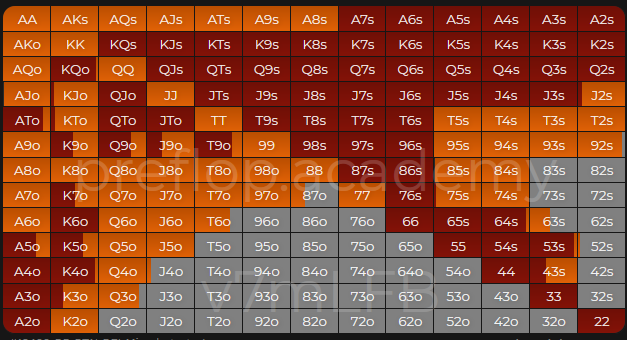 AA AKs AQs AJs ATs A9s A8s A7s A6s A5s A4s A3s A2s
AKo KK KQs KJs KTs K9s K8s K7s K6s K5s K4s K3s K2s
AQo KQo QQ QJs QTs Q9s Q8s Q7s Q6s Q5s Q4s Q3s Q2s
AJo KJo QJo JJ JTs J9s J8s J7s J6s J5s J4s J3s J2s
ATo KTo QTo JTo TT T9s T8s T7s T6s T5s T4s T3s T2s
A9o K9o Q9o J9o T9o 99 98s 97s 96s 95s 94s 93s 92s
A8o K8o Q8o J8o T8o 98o 88 87s 86s 85s 84s 83s 82s
preflop.academy
A7o K7o Q7o J7o T7o 97o 87o 77 76s 75s 74s 73s 72s
A6o K6o Q6o J6o T6o 96o 86o 76o 66 65s 64s 63s 62s
A5o K5o Q5o J5o T5o 95o 85o 75o 65o 55 54s 53s 52s
A4o K4o Q4o J4o T4o 94o 84o 74o 64o 54o 44 43s 42s
v7mLFB
A3o K3o Q3o J3o T3o 93o 83o 73o 63o 53o 43o 33 32s
A2o K2o Q2o J2o T2o 92o 82o 72o 62o 52o 42o 32o 22